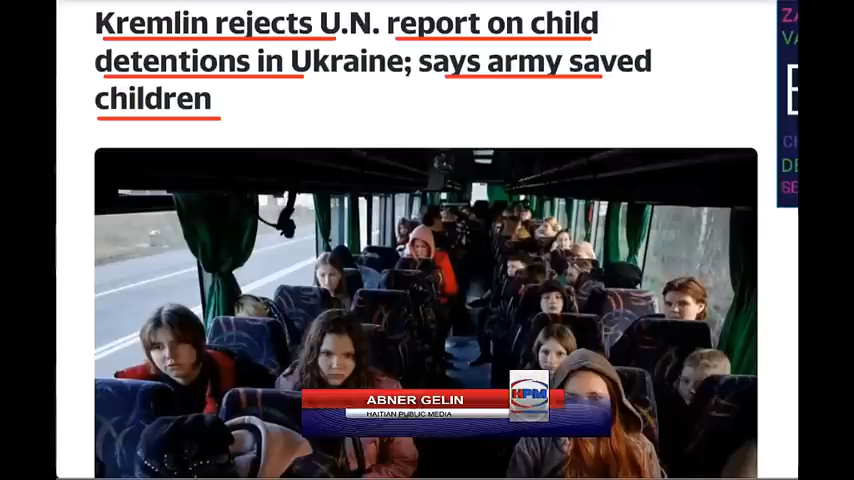 Kremlin rejects U.N. report on child
detentions in Ukraine; says army saved
children
ABNER GELIN
HAITIAN PUBLIC MEDIA
HPM